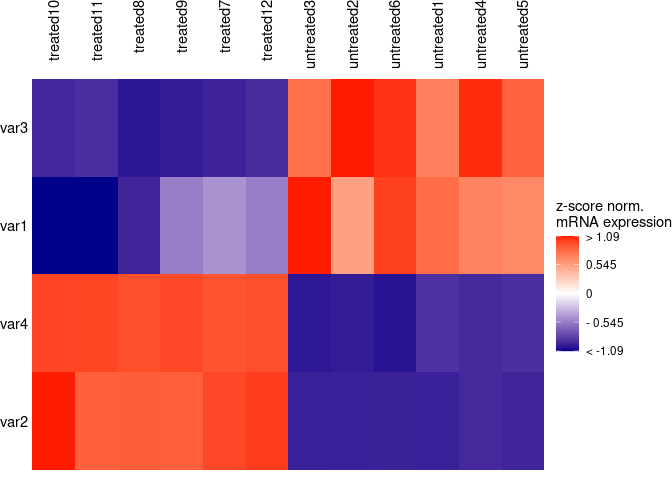 treated10
treated11
treated8
treated9
treated7
treated12
untreated3
untreated2
untreated6
untreated1
untreated4
untreated5
var3
var1
var4
var2
z-score norm.
mRNA expression
> 1.09
0.545
0
- 0.545
< -1.09